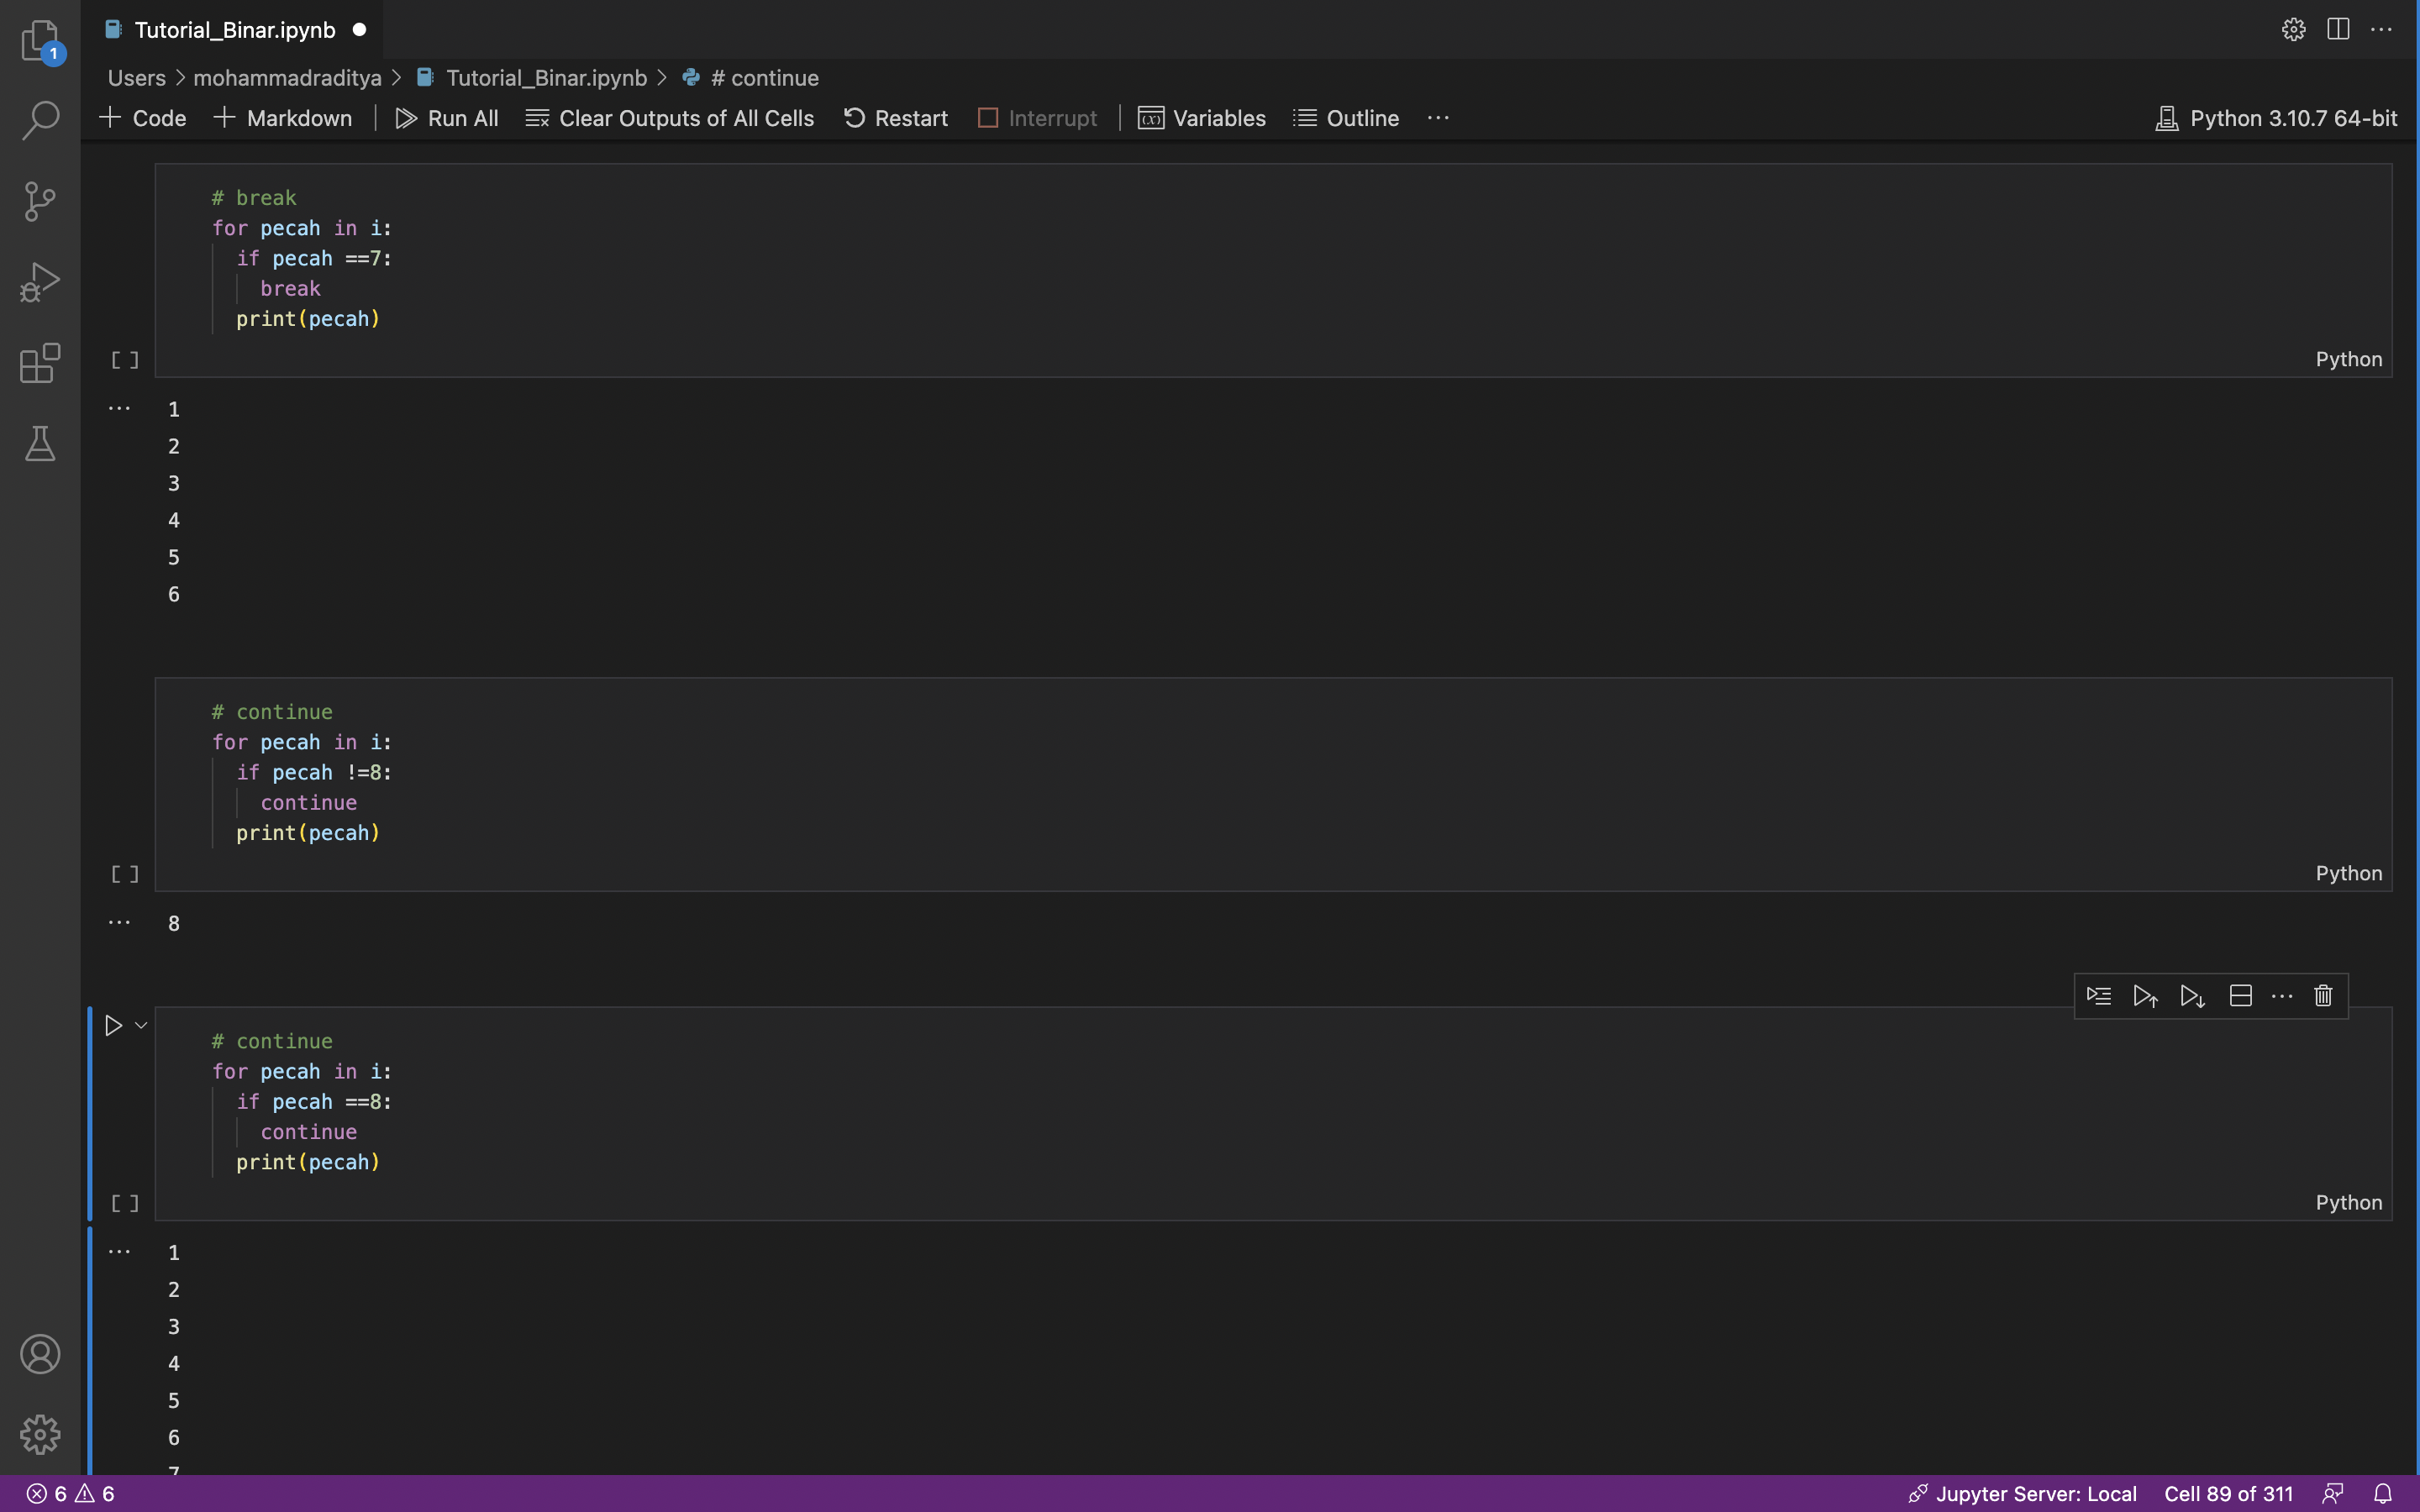 1
Tutorial_Binar.ipynb
Users > mohammadraditya > Tutorial_Binar.ipynb > # continue
+ Code + Markdown | Run All Clear Outputs of All Cells Restart Interrupt | Variables Outline ... Python 3.10.7 64-bit
# break
for pecah in i:
  if pecah ==7:
    break
  print(pecah)
[ ] Python
... 1
2
3
4
5
6
# continue
for pecah in i:
  if pecah !=8:
    continue
  print(pecah)
[ ] Python
... 8
# continue
for pecah in i:
  if pecah ==8:
    continue
  print(pecah)
[ ] Python
... 1
2
3
4
5
6
7
6 6 Jupyter Server: Local Cell 89 of 311